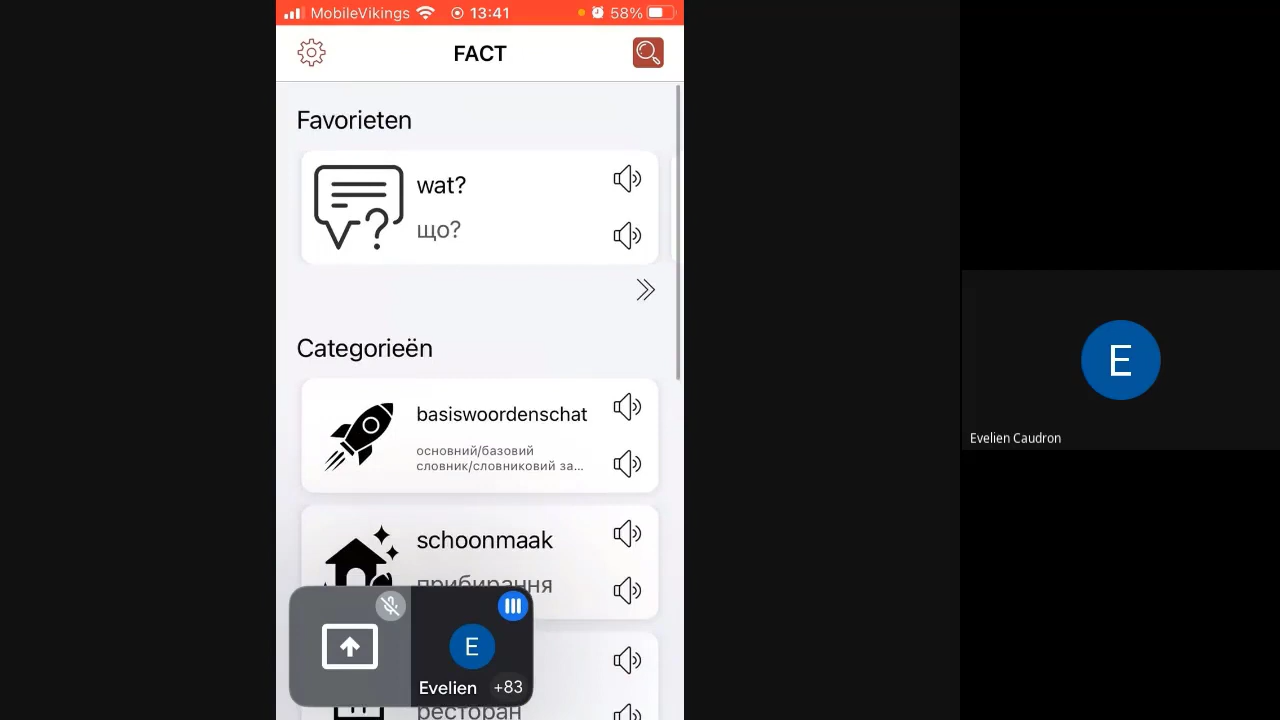 MobileVikings 13:41 58%
FACT
Favorieten
wat?
що?
Categorieën
basiswoordenschat
основний/базовий
словник/словниковий за...
schoonmaak
прибирання
E
Evelien +83
ресторан
E
Evelien Caudron